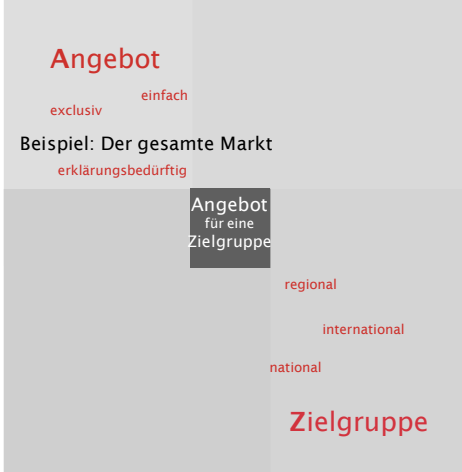 Angebot
einfach
exclusiv
Beispiel: Der gesamte Markt
erklärungsbedürftig
Angebot
für eine
Zielgruppe
regional
international
national
Zielgruppe